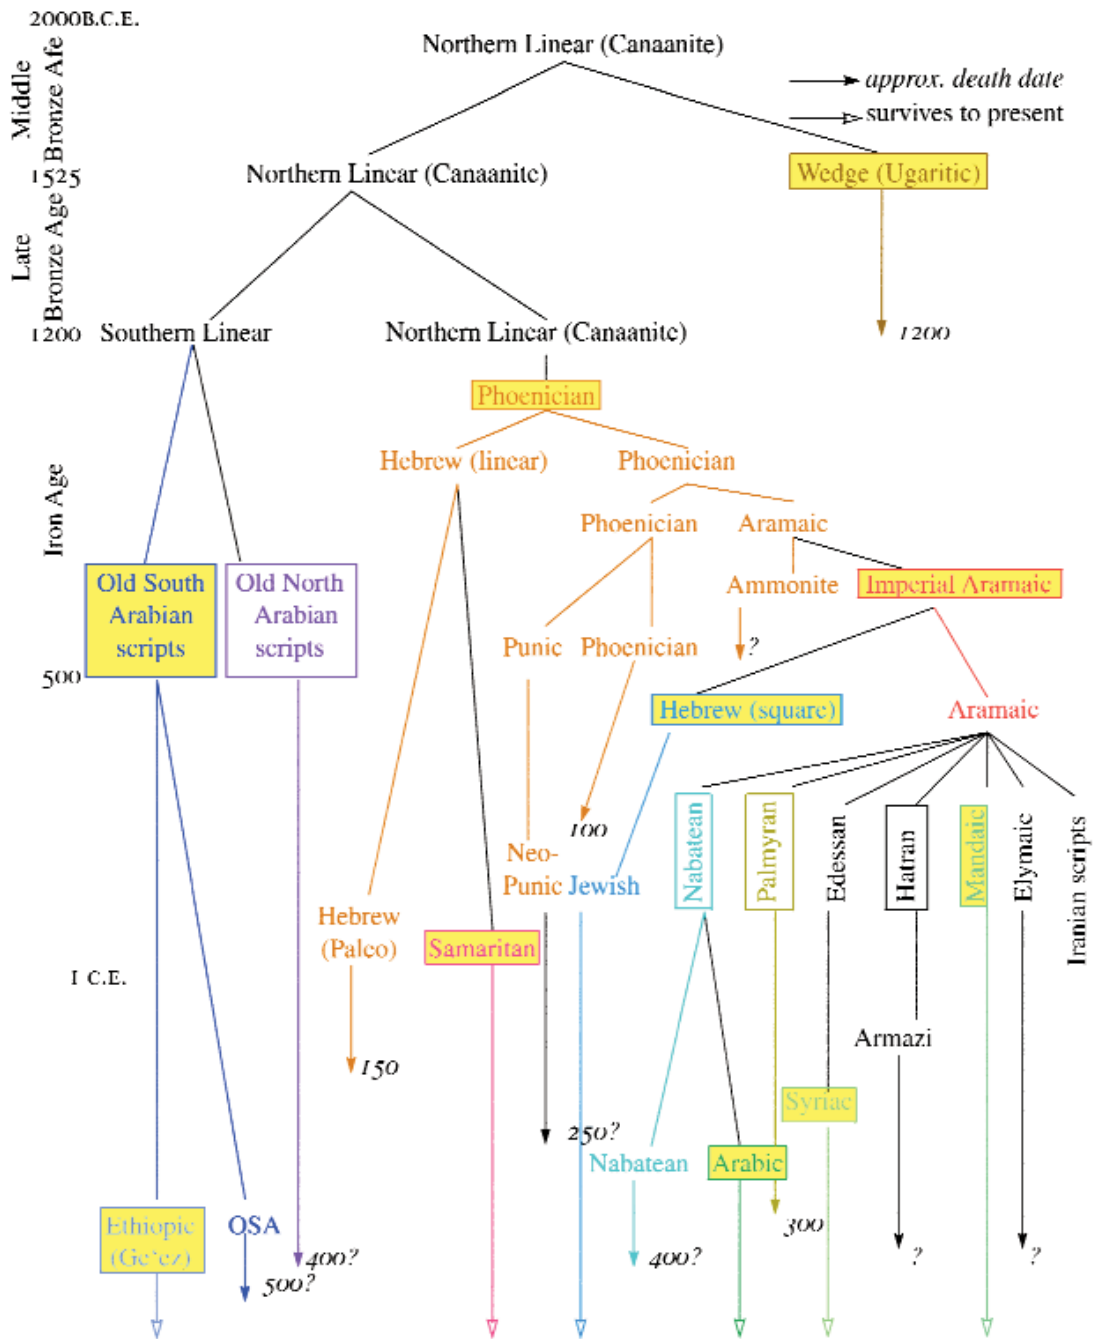 2000B.C.E.
Northern Linear (Canaanite)
approx. death date
survives to present
Middle
Bronze Afe
Northern Linear (Canaanite)
Wedge (Ugaritic)
1525
Late
Bronze Age
1200
Southern Linear
Northern Linear (Canaanite)
1200
Phoenician
Iron Age
Hebrew (linear)
Phoenician
Phoenician
Aramaic
Old South
Arabian
scripts
Old North
Arabian
scripts
Ammonite
Imperial Aramaic
Punic
Phoenician
?
500
Hebrew (square)
Aramaic
100
Nabatean
Palmyran
Edessan
Hatran
Mandaic
Elymaic
Iranian scripts
Neo-
Punic
Jewish
Hebrew
(Paleo)
Samaritan
1 C.E.
Armazi
150
Syriac
250?
Nabatean
Arabic
Ethiopic
(Ge‘ez)
OSA
300
400?
500?
400?
?
?